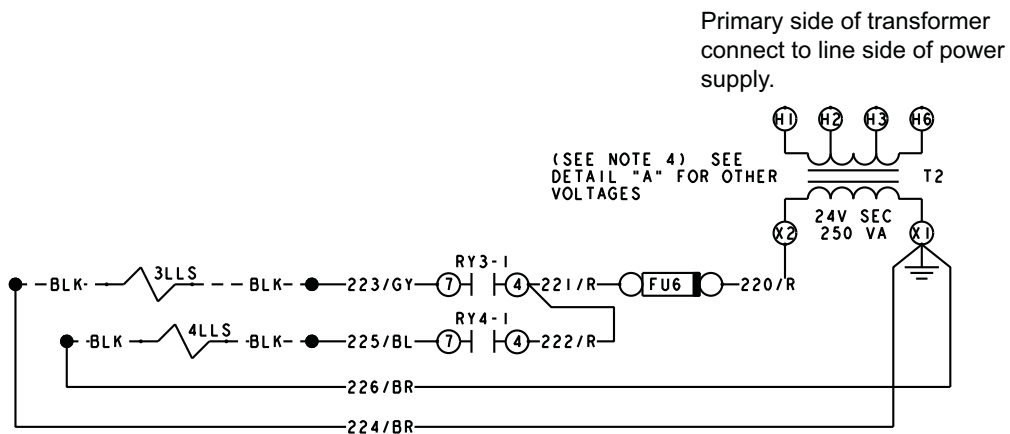 Primary side of transformer
connect to line side of power
supply.
H1 H2 H3 H6
(SEE NOTE 4) SEE
DETAIL "A" FOR OTHER
VOLTAGES
T2
24V SEC
250 VA
X2 X1
RY3-1
BLK 3LLS BLK 223/GY 7 4 221/R FU6 220/R
RY4-1
BLK 4LLS BLK 225/BL 7 4 222/R
226/BR
224/BR